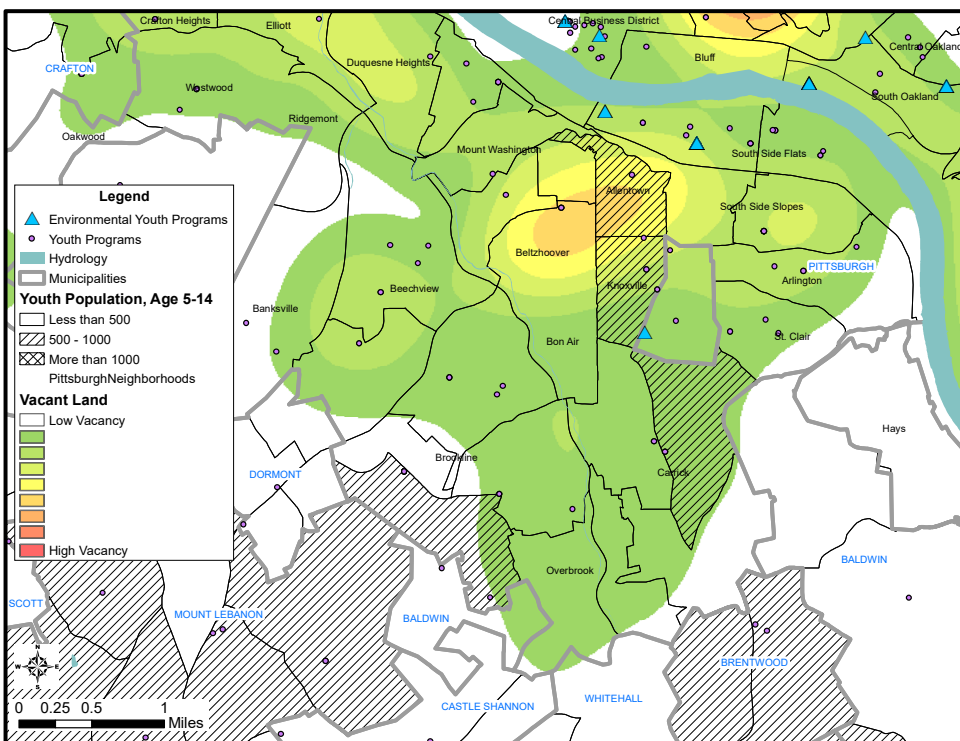 Crafton Heights
Elliott
Central Business District
Central Oakland
Bluff
CRAFTON
Duquesne Heights
Westwood
South Oakland
Ridgemont
Oakwood
Mount Washington
South Side Flats
Allentown
South Side Slopes
Beltzhoover
PITTSBURGH
Arlington
Knoxville
Beechview
Banksville
St. Clair
Bon Air
Hays
Brookline
Carrick
DORMONT
Overbrook
BALDWIN
SCOTT
MOUNT LEBANON
BALDWIN
BRENTWOOD
WHITEHALL
CASTLE SHANNON
Legend
Environmental Youth Programs
Youth Programs
Hydrology
Municipalities
Youth Population, Age 5-14
Less than 500
500 - 1000
More than 1000
PittsburghNeighborhoods
Vacant Land
Low Vacancy
High Vacancy
N
W E
S
0 0.25 0.5 1
Miles